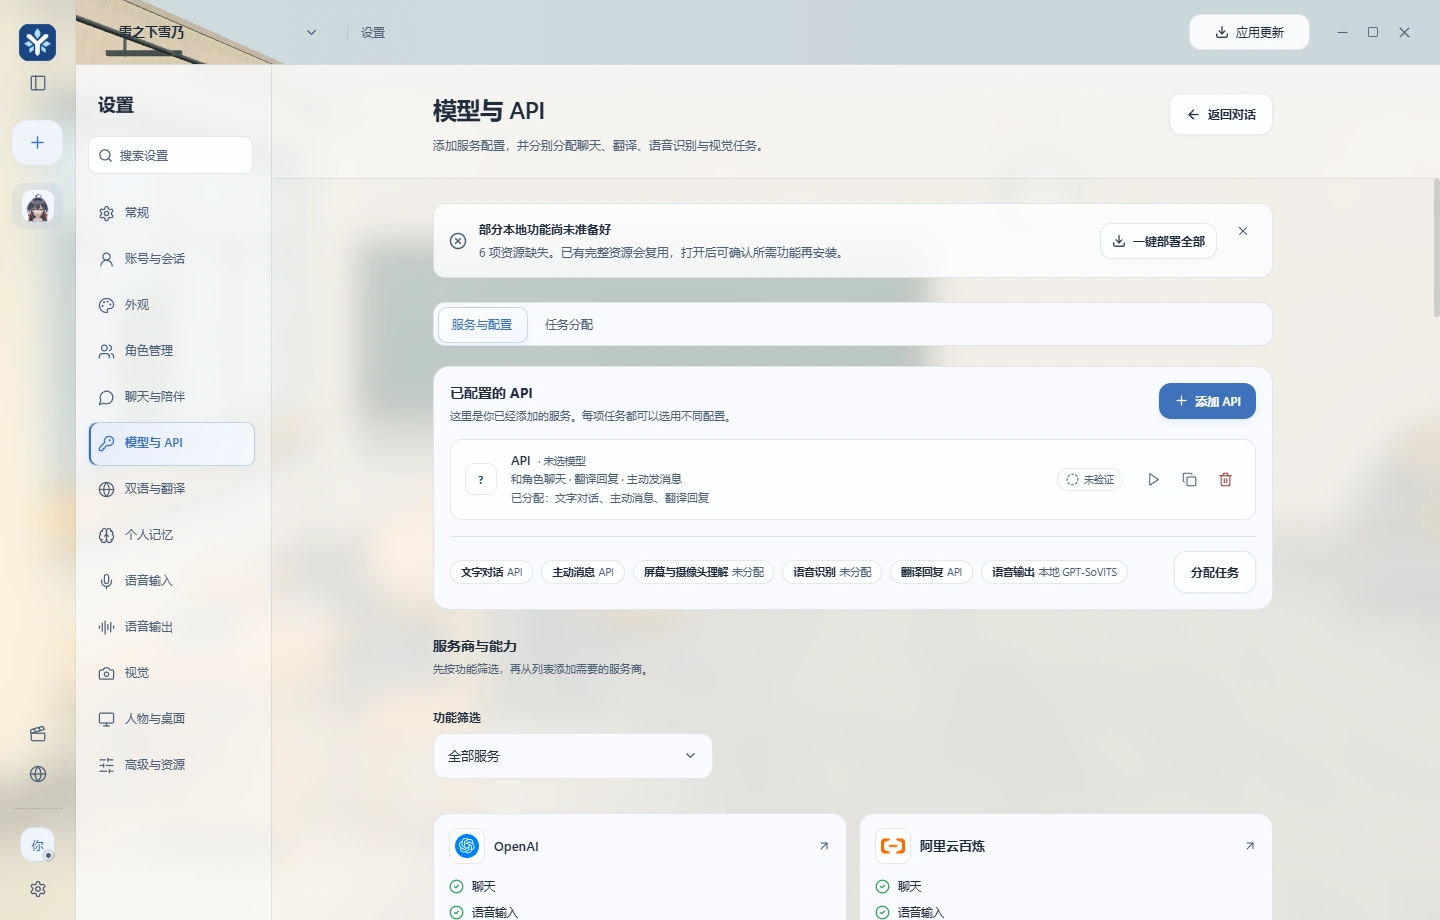 雪之下雪乃
设置
应用更新
设置
搜索设置
常规
账号与会话
外观
角色管理
聊天与陪伴
模型与 API
双语与翻译
个人记忆
语音输入
语音输出
视觉
人物与桌面
高级与资源
你
模型与 API
添加服务配置，并分别分配聊天、翻译、语音识别与视觉任务。
返回对话
部分本地功能尚未准备好
6 项资源缺失。已有完整资源会复用，打开后可确认所需功能再安装。
一键部署全部
服务与配置
任务分配
已配置的 API
这里是你已经添加的服务。每项任务都可以选用不同配置。
添加 API
?
API · 未选模型
和角色聊天 · 翻译回复 · 主动发消息
已分配：文字对话、主动消息、翻译回复
未验证
文字对话 API
主动消息 API
屏幕与摄像头理解 未分配
语音识别 未分配
翻译回复 API
语音输出 本地 GPT-SoVITS
分配任务
服务商与能力
先按功能筛选，再从列表添加需要的服务商。
功能筛选
全部服务
OpenAI
聊天
语音输入
阿里云百炼
聊天
语音输入